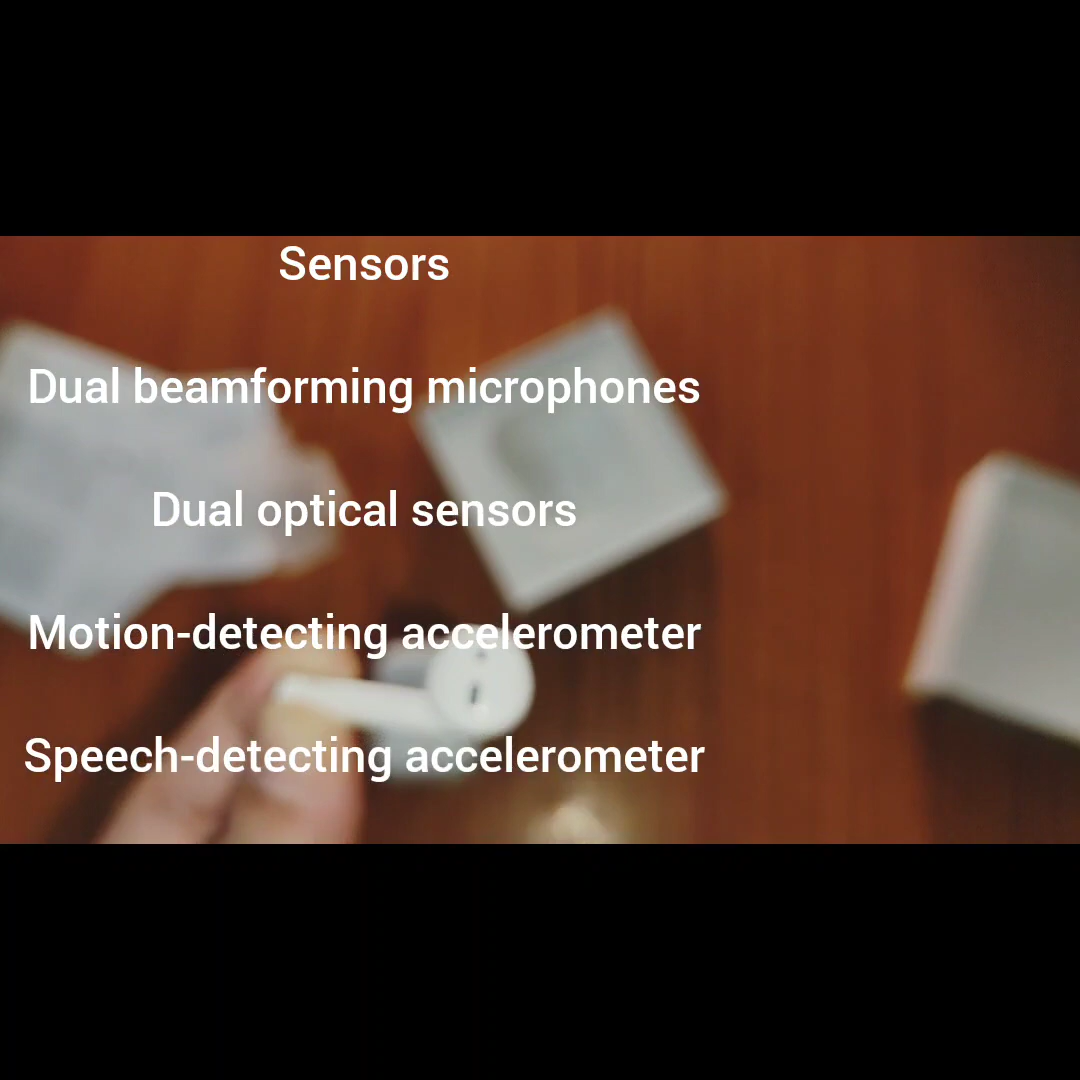 Sensors
Dual beamforming microphones
Dual optical sensors
Motion-detecting accelerometer
Speech-detecting accelerometer